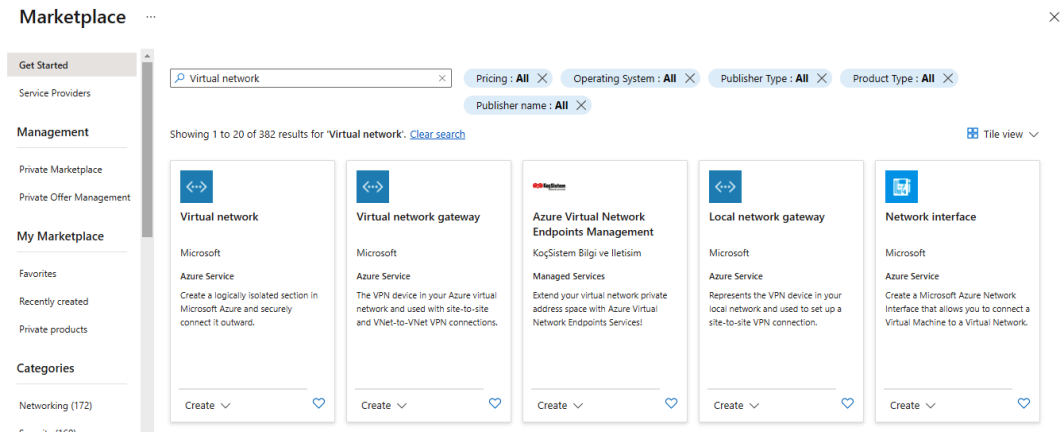 Marketplace ...
Get Started
Service Providers
Management
Private Marketplace
Private Offer Management
My Marketplace
Favorites
Recently created
Private products
Categories
Networking (172)
Virtual network
Pricing : All
Operating System : All
Publisher Type : All
Product Type : All
Publisher name : All
Showing 1 to 20 of 382 results for 'Virtual network'. Clear search
Tile view
Virtual network
Microsoft
Azure Service
Create a logically isolated section in
Microsoft Azure and securely
connect it outward.
Create
Virtual network gateway
Microsoft
Azure Service
The VPN device in your Azure virtual
network and used with site-to-site
and VNet-to-VNet VPN connections.
Create
KoçSistem
Azure Virtual Network
Endpoints Management
KoçSistem Bilgi ve Iletisim
Managed Services
Extend your virtual network private
address space with Azure Virtual
Network Endpoints Services!
Create
Local network gateway
Microsoft
Azure Service
Represents the VPN device in your
local network and used to set up a
site-to-site VPN connection.
Create
Network interface
Microsoft
Azure Service
Create a Microsoft Azure Network
Interface that allows you to connect a
Virtual Machine to a Virtual Network.
Create